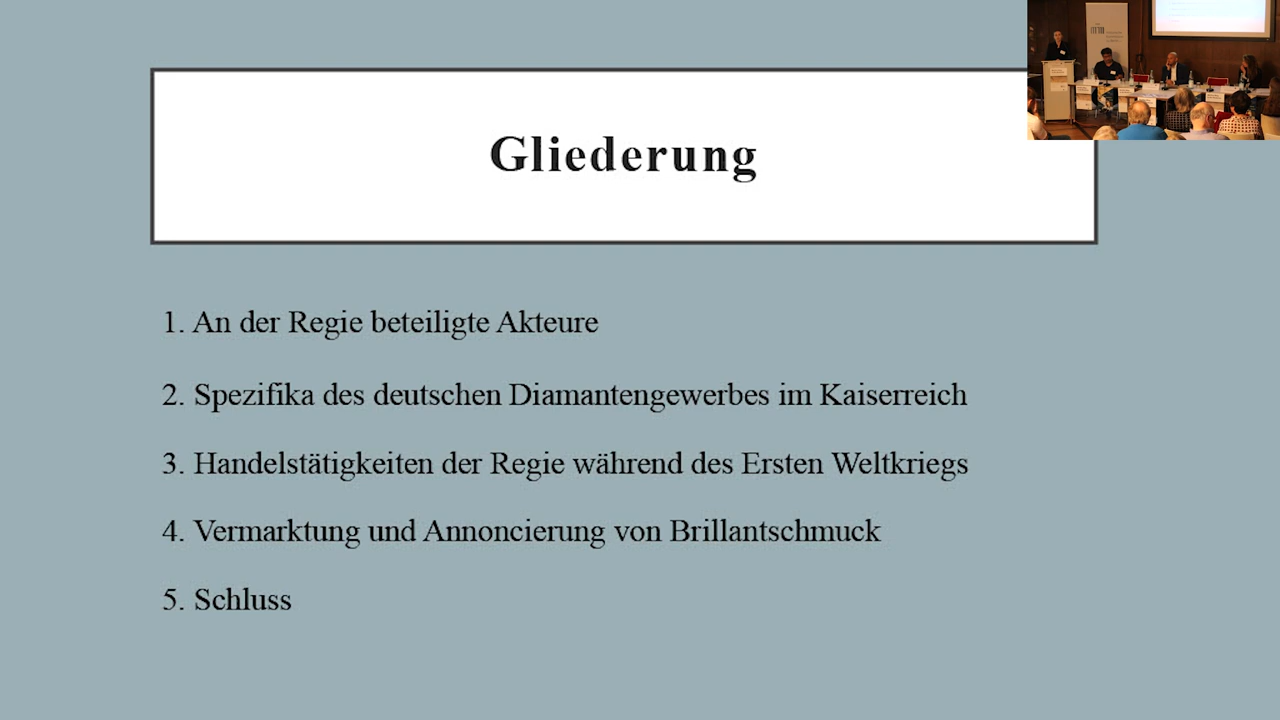 Gliederung
1. An der Regie beteiligte Akteure
2. Spezifika des deutschen Diamantengewerbes im Kaiserreich
3. Handelstätigkeiten der Regie während des Ersten Weltkriegs
4. Vermarktung und Annoncierung von Brillantschmuck
5. Schluss